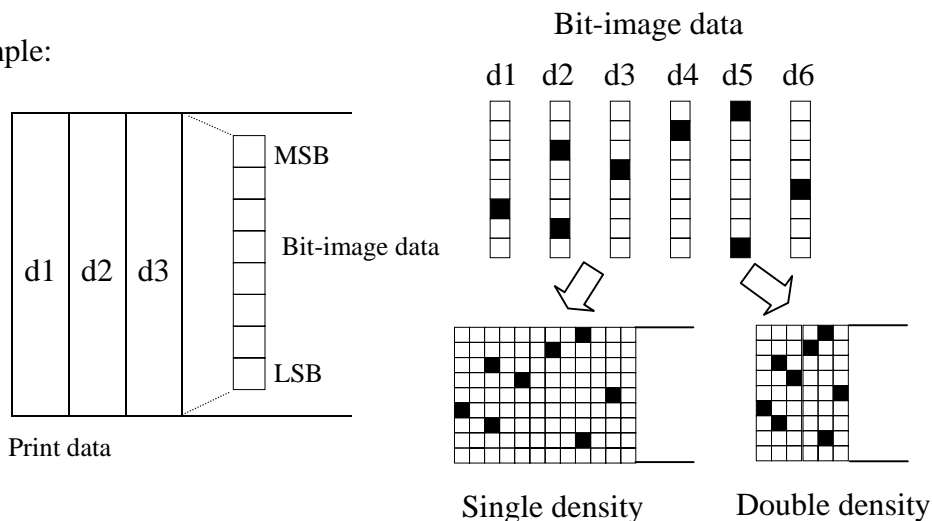 Bit-image data
nple:
d1 d2 d3 d4 d5 d6
MSB
Bit-image data
d1 d2 d3
LSB
Print data
Single density
Double density